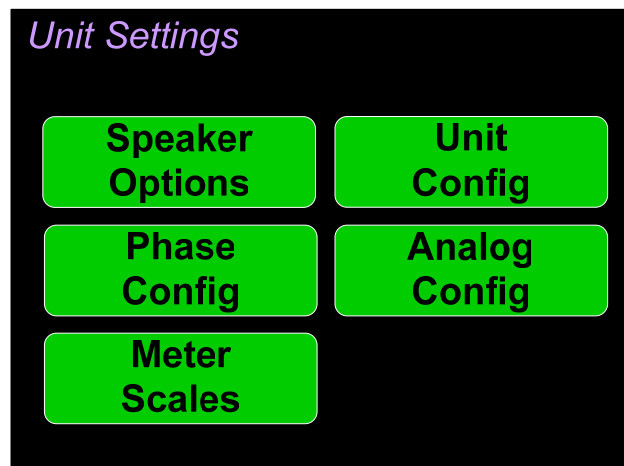 Unit Settings
Speaker
Options
Unit
Config
Phase
Config
Analog
Config
Meter
Scales